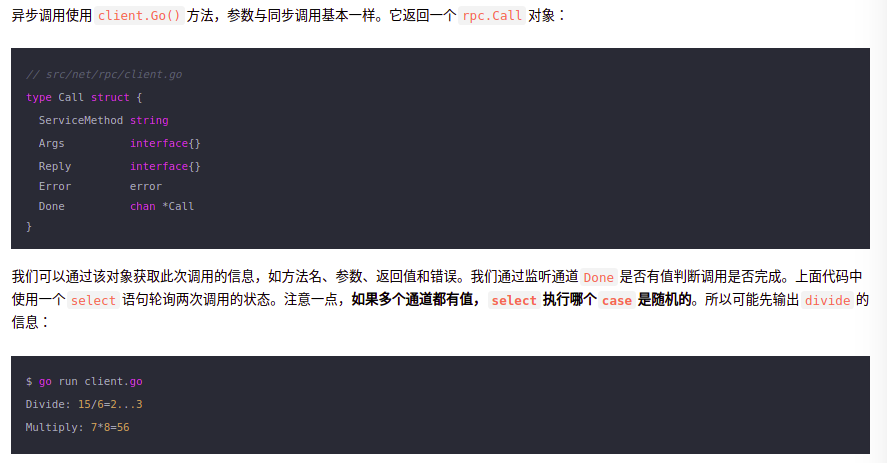 异步调用使用 client.Go() 方法，参数与同步调用基本一样。它返回一个 rpc.Call 对象：
// src/net/rpc/client.go
type Call struct {
  ServiceMethod string
  Args          interface{}
  Reply         interface{}
  Error         error
  Done          chan *Call
}
我们可以通过该对象获取此次调用的信息，如方法名、参数、返回值和错误。我们通过监听通道 Done 是否有值判断调用是否完成。上面代码中
使用一个 select 语句轮询两次调用的状态。注意一点，如果多个通道都有值， select 执行哪个 case 是随机的。所以可能先输出 divide 的
信息：
$ go run client.go
Divide: 15/6=2...3
Multiply: 7*8=56